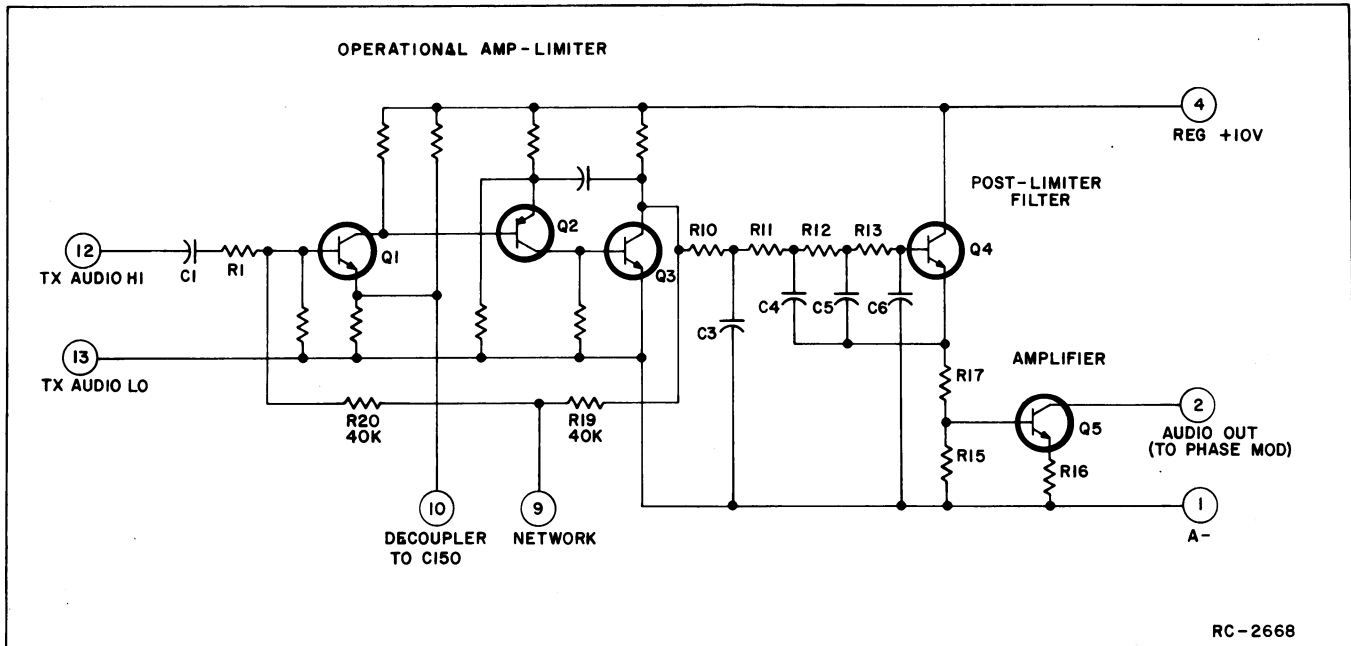 OPERATIONAL AMP-LIMITER
4
REG +10V
POST-LIMITER
FILTER
12
TX AUDIO HI
C1
R1
Q1
Q2
Q3
R10
R11
R12
R13
Q4
C3
C4
C5
C6
13
TX AUDIO LO
R20
40K
R19
40K
AMPLIFIER
R17
R15
Q5
R16
2
AUDIO OUT
(TO PHASE MOD)
10
DECOUPLER
TO C150
9
NETWORK
1
A-
RC-2668